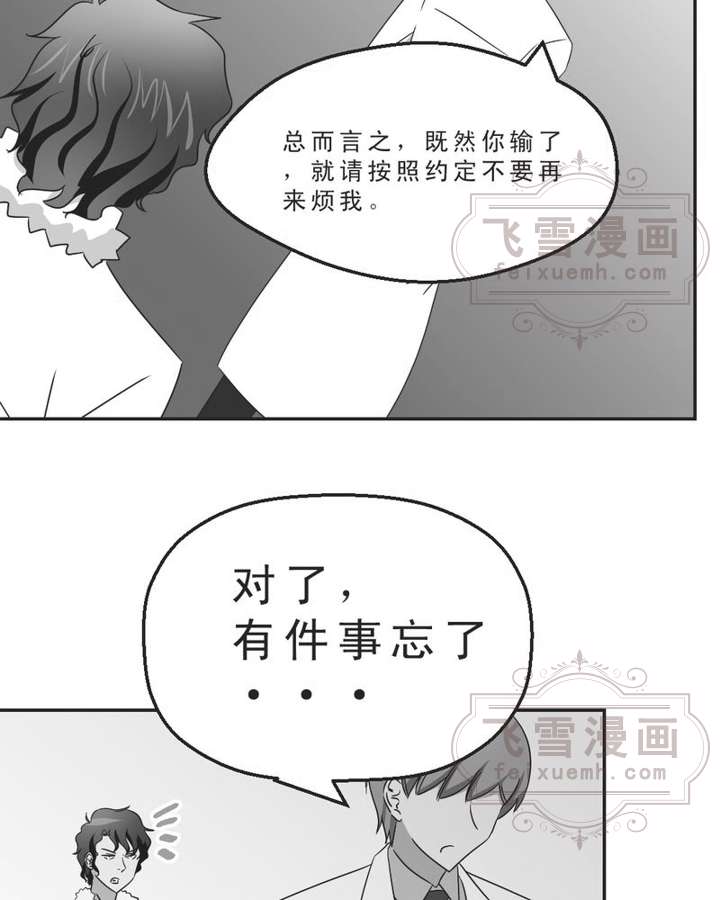 总而言之，既然你输了
，就请按照约定不要再
来烦我。
飞雪漫画
feixuemh.com
对了，
有件事忘了
···
飞雪漫画
feixuemh.com